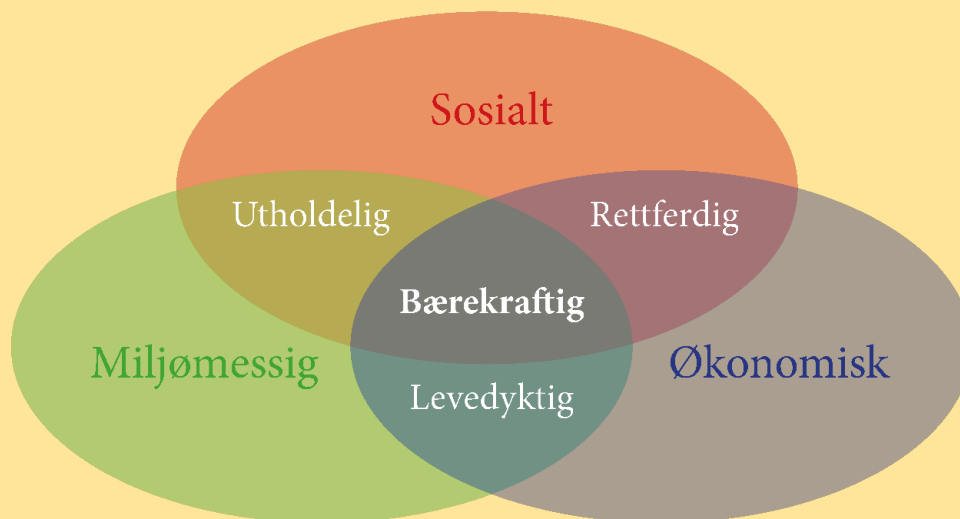 Sosialt
Utholdelig
Rettferdig
Bærekraftig
Miljømessig
Økonomisk
Levedyktig